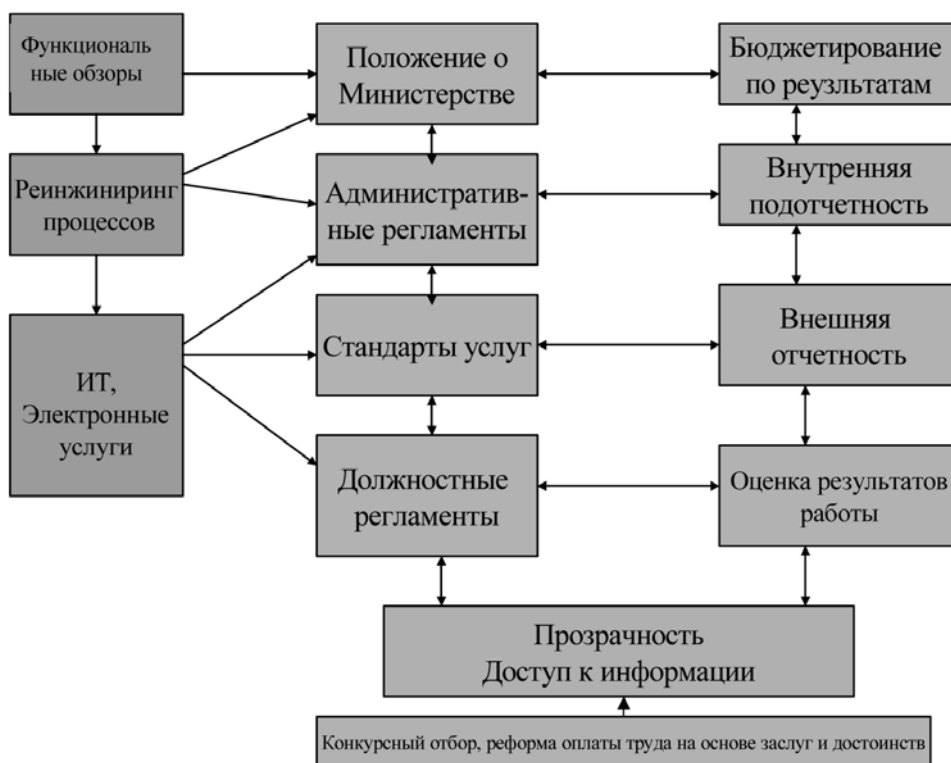 Функциональ
ные обзоры
Положение о
Министерстве
Бюджетирование
по реузльтатам
Реинжиниринг
процессов
Административ-
ные регламенты
Внутренняя
подотчетность
ИТ,
Электронные
услуги
Стандарты услуг
Внешняя
отчетность
Должностные
регламенты
Оценка результатов
работы
Прозрачность
Доступ к информации
Конкурсный отбор, реформа оплаты труда на основе заслуг и достоинств